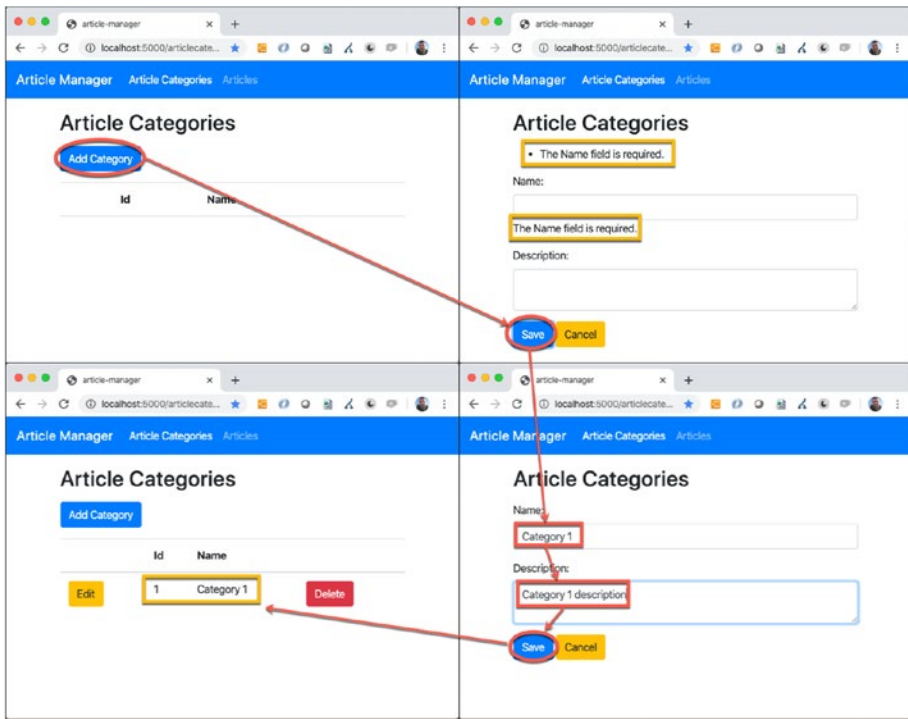 article-manager
localhost:5000/articlecate...
Article Manager Article Categories Articles
Article Categories
Add Category
Id Name
article-manager
localhost:5000/articlecate...
Article Manager Article Categories Articles
Article Categories
• The Name field is required.
Name:
The Name field is required.
Description:
Save Cancel
article-manager
localhost:5000/articlecate...
Article Manager Article Categories Articles
Article Categories
Add Category
Id Name
Edit 1 Category 1 Delete
article-manager
localhost:5000/articlecate...
Article Manager Article Categories Articles
Article Categories
Name:
Category 1
Description:
Category 1 description
Save Cancel